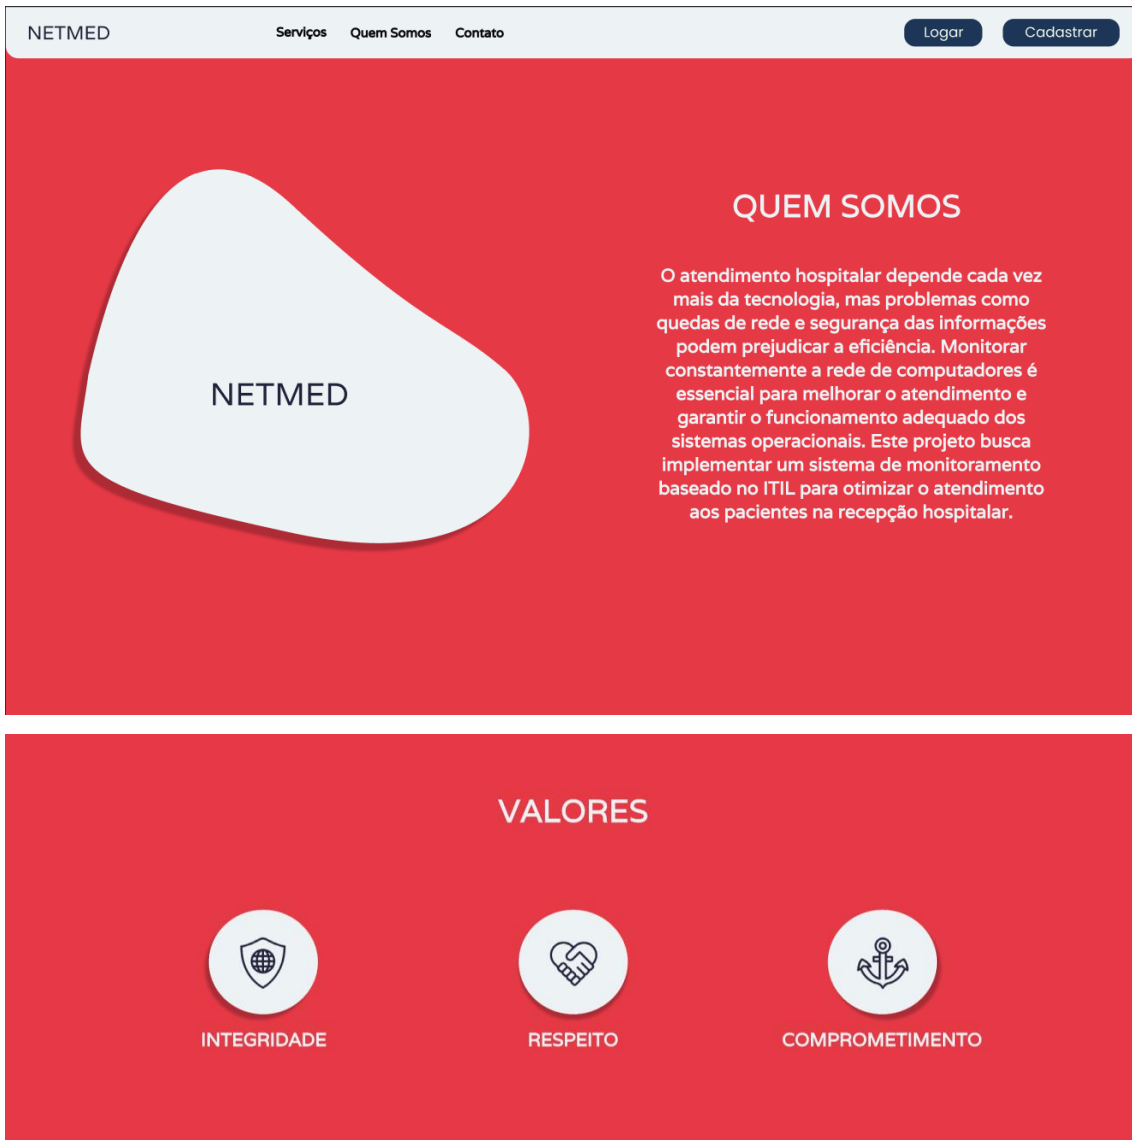 NETMED
Serviços
Quem Somos
Contato
Logar
Cadastrar
NETMED
QUEM SOMOS
O atendimento hospitalar depende cada vez
mais da tecnologia, mas problemas como
quedas de rede e segurança das informações
podem prejudicar a eficiência. Monitorar
constantemente a rede de computadores é
essencial para melhorar o atendimento e
garantir o funcionamento adequado dos
sistemas operacionais. Este projeto busca
implementar um sistema de monitoramento
baseado no ITIL para otimizar o atendimento
aos pacientes na recepção hospitalar.
VALORES
INTEGRIDADE
RESPEITO
COMPROMETIMENTO